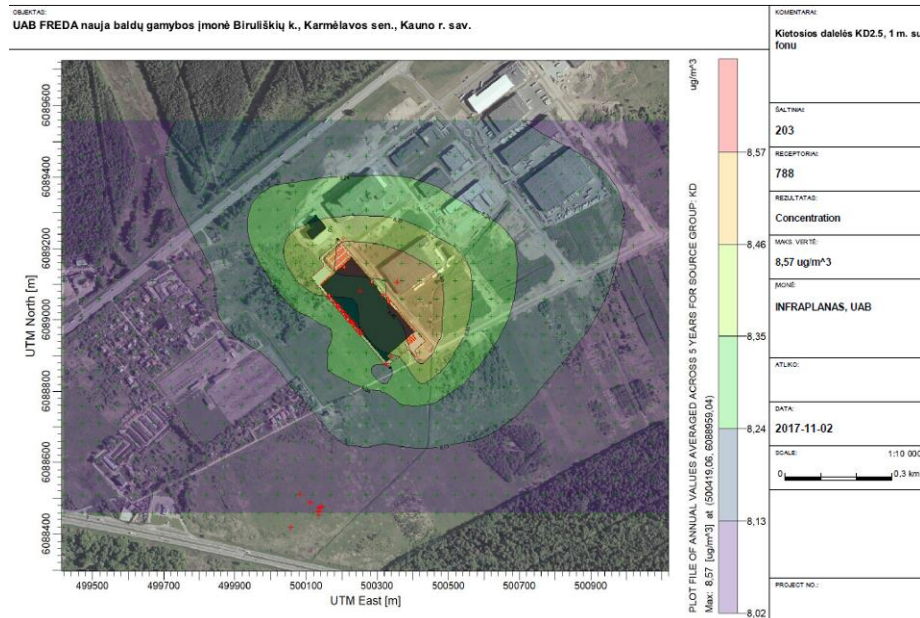 OBJEKTAS:
UAB FREDA nauja baldų gamybos įmonė Biruliškių k., Karmėlavos sen., Kauno r. sav.
KOMENTARAI:
Kietosios dalelės KD2.5, 1 m. su
fonu
ŠALTINIAI:
203
RECEPTORIAI:
788
REZULTATAS:
Concentration
MAKS. VERTĖ:
8,57 ug/m^3
ĮMONĖ:
INFRAPLANAS, UAB
ATLIKO:
DATA:
2017-11-02
SCALE:
1:10 000
0
0,3 km
PROJECT NO.:
UTM North [m]
6089600
6089400
6089200
6089000
6088800
6088600
6088400
499500
499700
499900
500100
500300
500500
500700
500900
UTM East [m]
PLOT FILE OF ANNUAL VALUES AVERAGED ACROSS 5 YEARS FOR SOURCE GROUP: KD
Max: 8,57 [ug/m^3] at (500419,06, 6088959,04)
ug/m^3
8,57
8,46
8,35
8,24
8,13
8,02